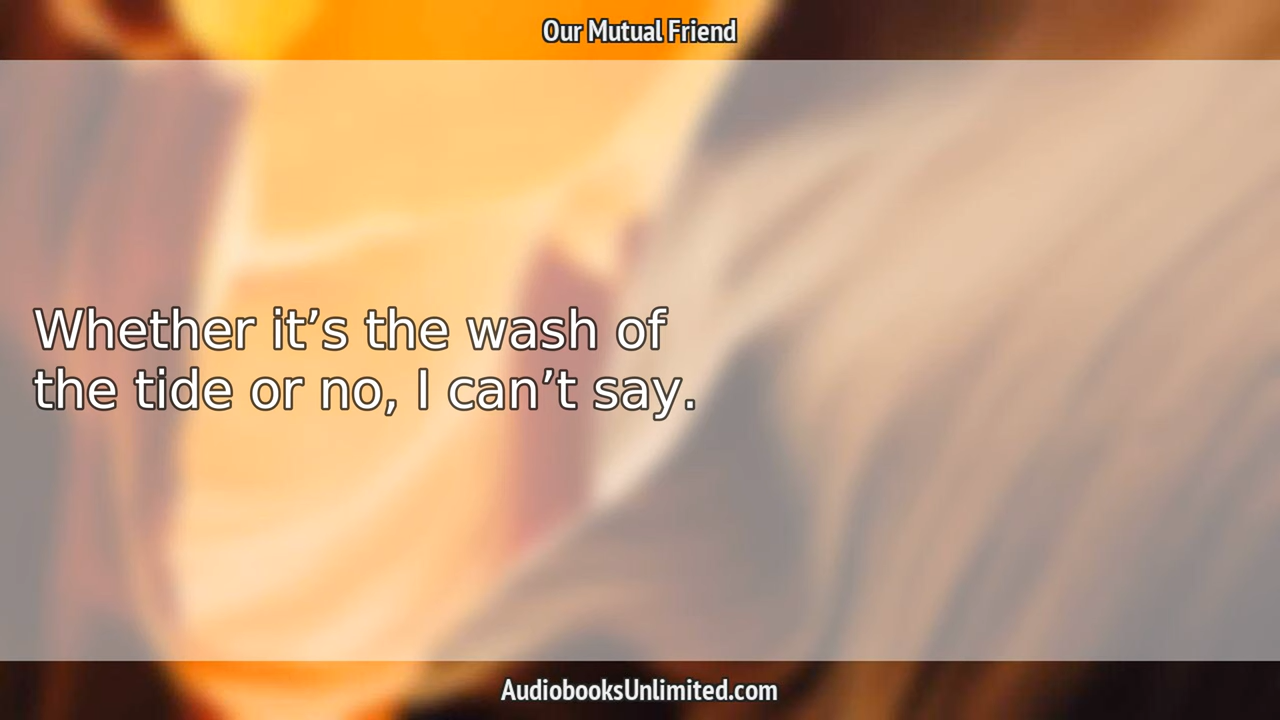 Our Mutual Friend
Whether it’s the wash of
the tide or no, I can’t say.
AudiobooksUnlimited.com